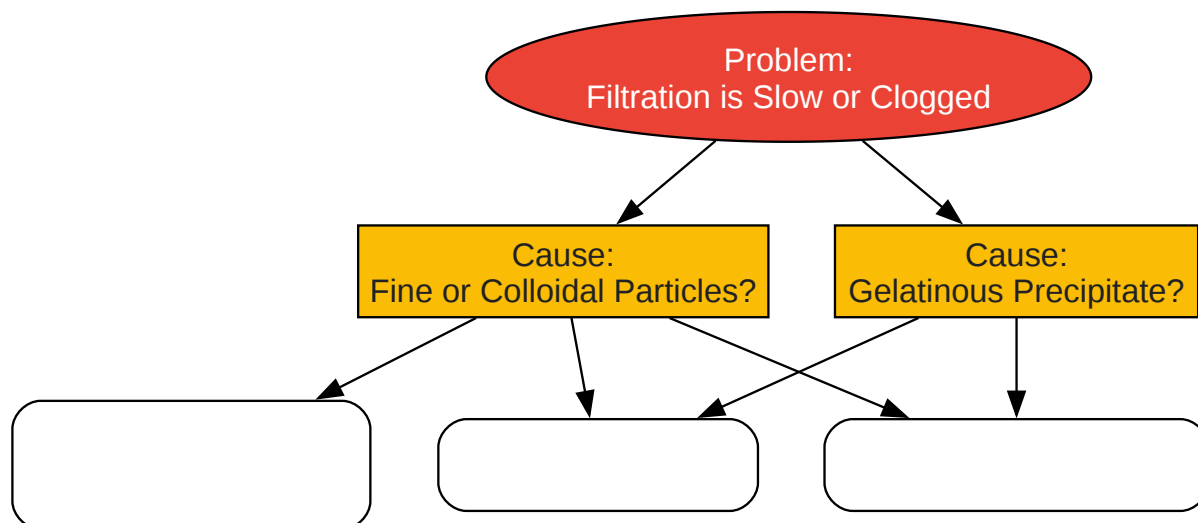 Problem:
Filtration is Slow or Clogged
Cause:
Fine or Colloidal Particles?
Cause:
Gelatinous Precipitate?